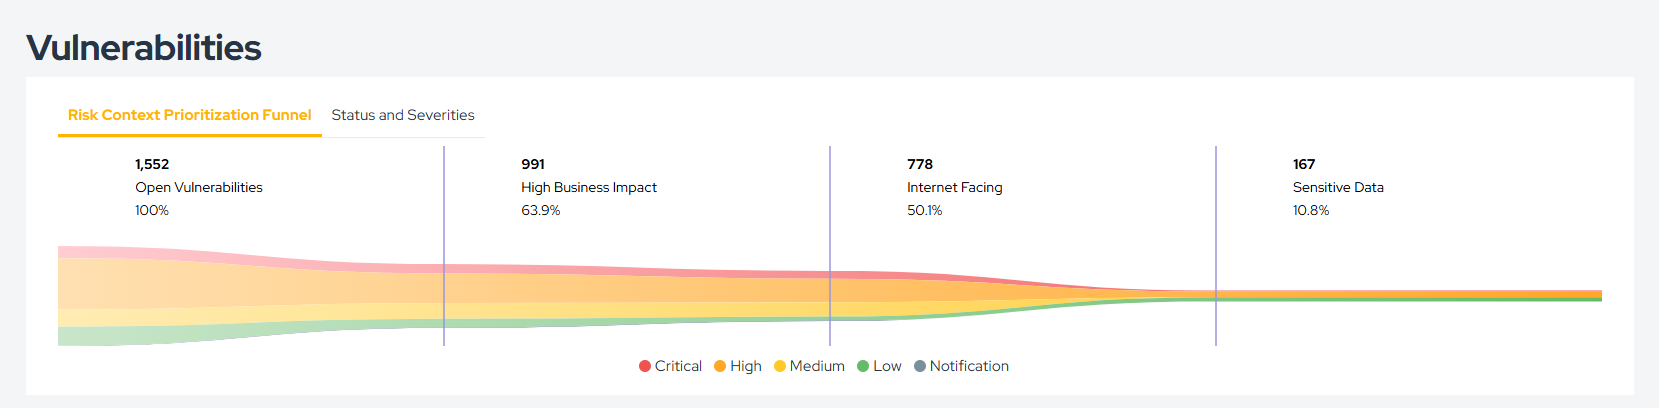 Vulnerabilities
Risk Context Prioritization Funnel
Status and Severities
1,552
Open Vulnerabilities
100%
991
High Business Impact
63.9%
778
Internet Facing
50.1%
167
Sensitive Data
10.8%
Critical High Medium Low Notification